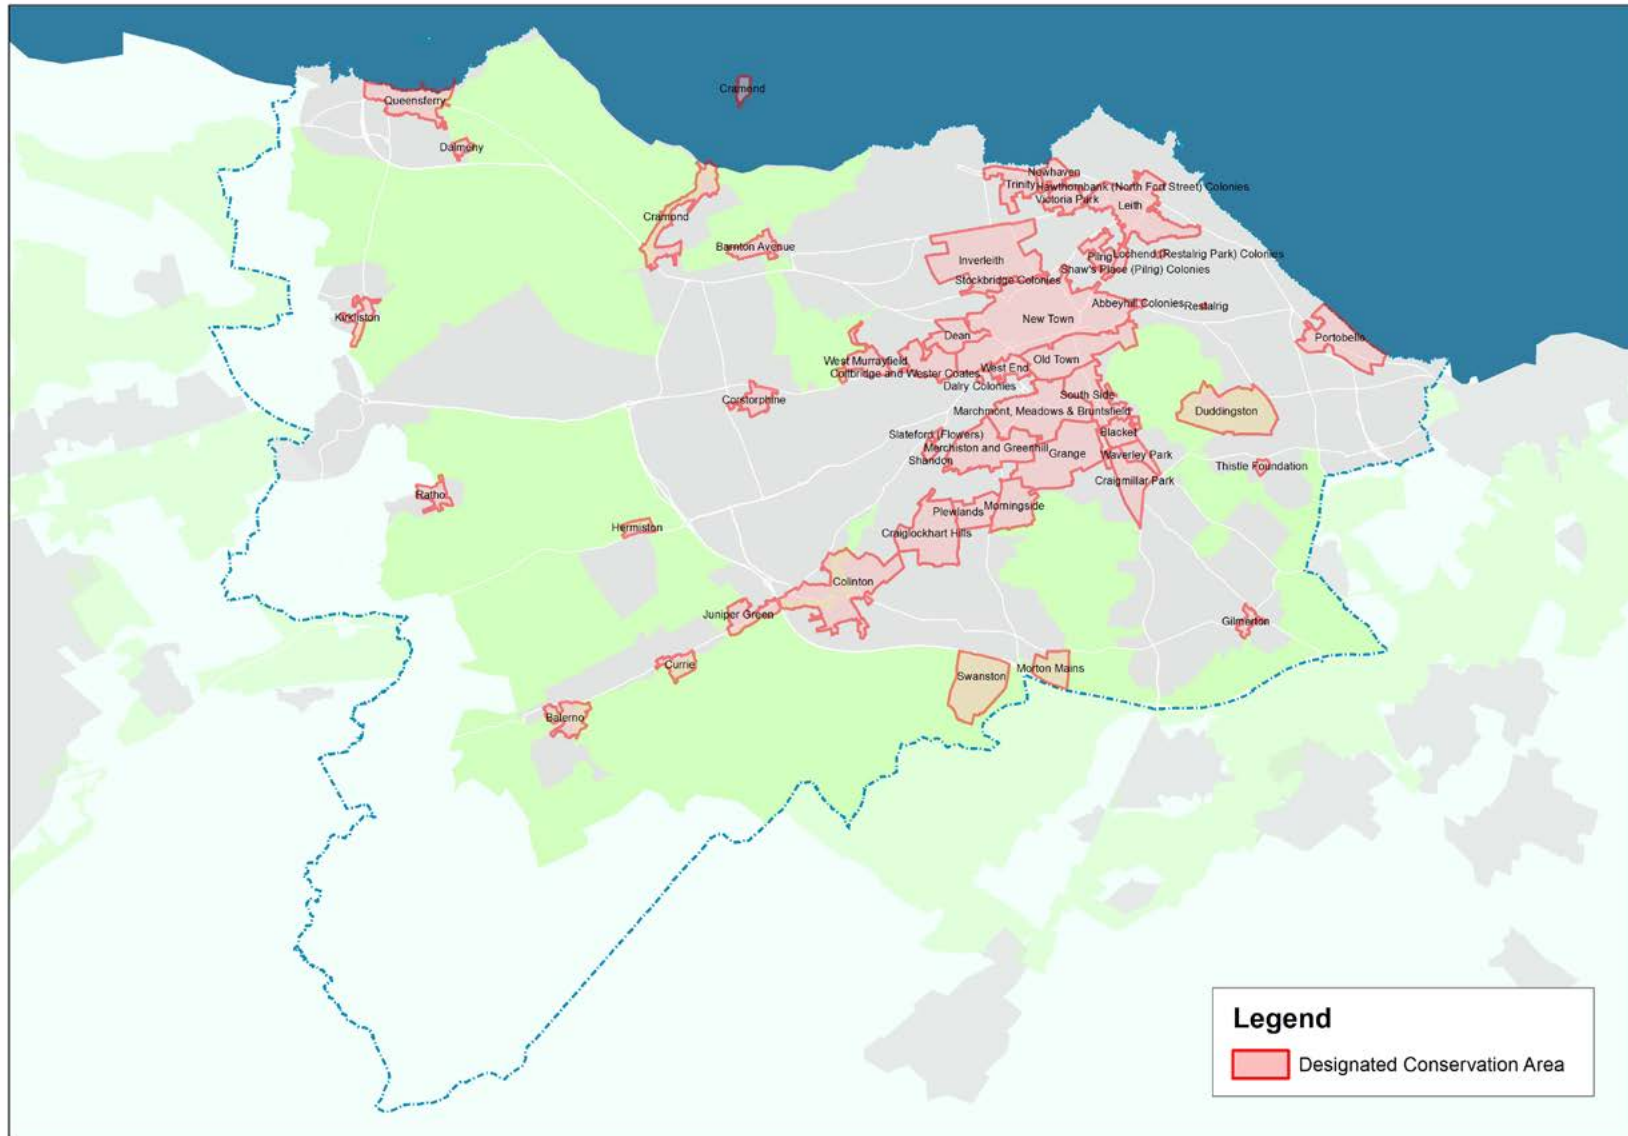 Cramond
Queensferry
Dalmeny
Newhaven
Trinity
Hawthornbank (North Fort Street) Colonies
Victoria Park
Leith
Cramond
Barnton Avenue
Pilrig
Lochend (Restalrig Park) Colonies
Inverleith
Shaw's Place (Pilrig) Colonies
Stockbridge Colonies
Abbeyhill Colonies
Restalrig
Kirkliston
New Town
Dean
Portobello
West Murrayfield
Old Town
West End
Coltbridge and Wester Coates
Dalry Colonies
South Side
Corstorphine
Marchmont, Meadows & Bruntsfield
Duddingston
Blacket
Slateford (Flowers)
Merchiston and Greenhill
Grange
Waverley Park
Shandon
Thistle Foundation
Craigmillar Park
Ratho
Morningside
Plewlands
Hermiston
Craiglockhart Hills
Colinton
Juniper Green
Gilmerton
Currie
Morton Mains
Swanston
Balerno
Legend
Designated Conservation Area